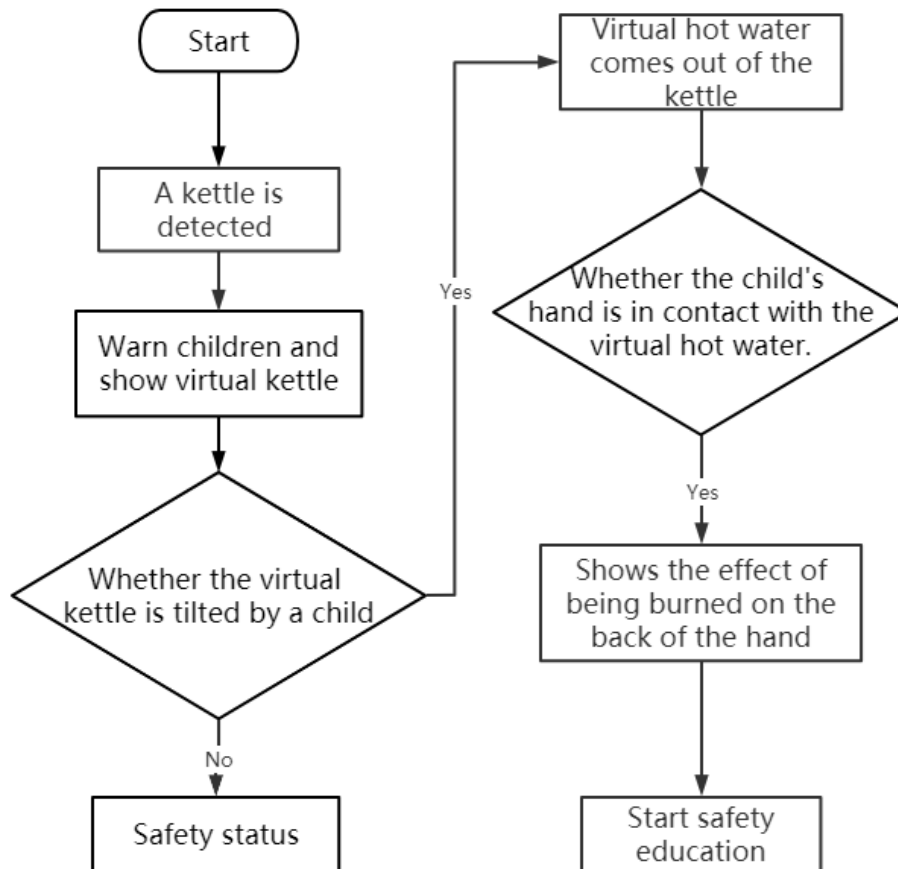 Start
A kettle is
detected
Warn children and
show virtual kettle
Whether the virtual
kettle is tilted by a child
No
Safety status
Yes
Virtual hot water
comes out of the
kettle
Whether the child's
hand is in contact with the
virtual hot water.
Yes
Shows the effect of
being burned on the
back of the hand
Start safety
education